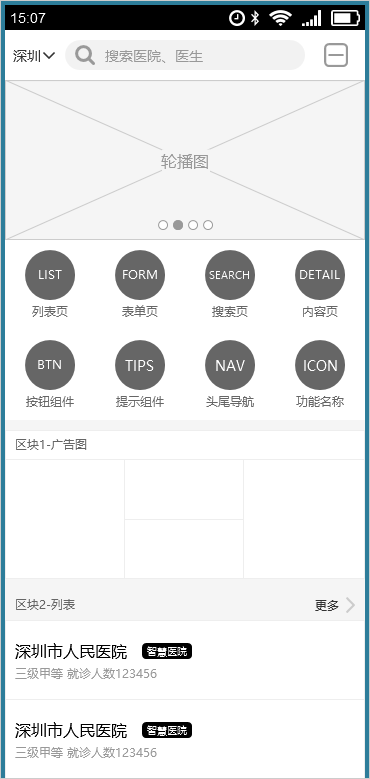 15:07
深圳 搜索医院、医生
轮播图
LIST FORM SEARCH DETAIL
列表页 表单页 搜索页 内容页
BTN TIPS NAV ICON
按钮组件 提示组件 头尾导航 功能名称
区块1-广告图
区块2-列表 更多
深圳市人民医院 智慧医院
三级甲等 就诊人数123456
深圳市人民医院 智慧医院
三级甲等 就诊人数123456